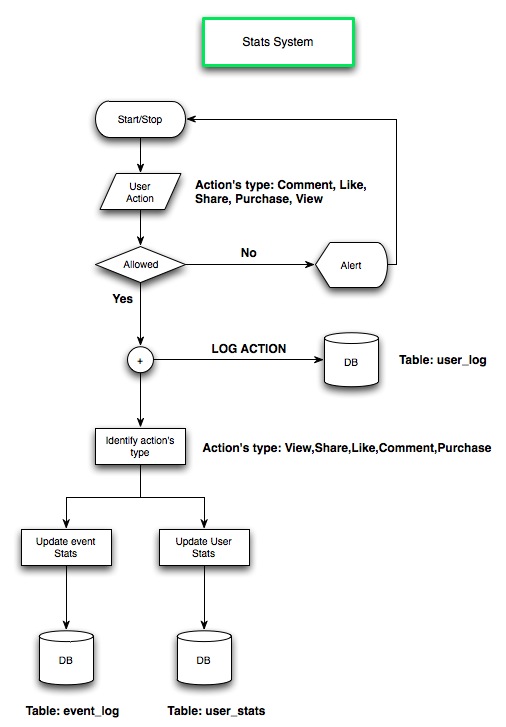 Stats System
Start/Stop
User
Action
Action's type: Comment, Like,
Share, Purchase, View
Allowed
No
Alert
Yes
+
LOG ACTION
DB
Table: user_log
Identify action's
type
Action's type: View,Share,Like,Comment,Purchase
Update event
Stats
Update User
Stats
DB
DB
Table: event_log
Table: user_stats